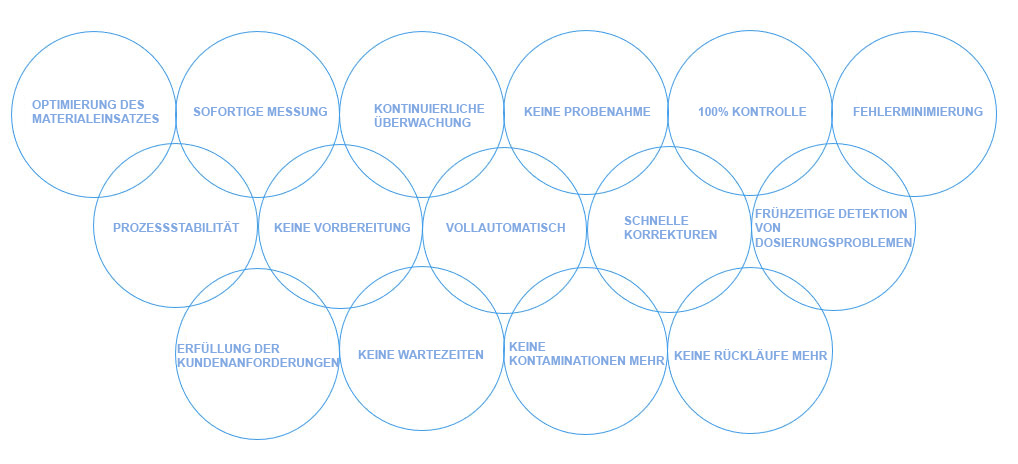 OPTIMIERUNG DES
MATERIALEINSATZES
SOFORTIGE MESSUNG
KONTINUIERLICHE
ÜBERWACHUNG
KEINE PROBENAHME
100% KONTROLLE
FEHLERMINIMIERUNG
PROZESSSTABILITÄT
KEINE VORBEREITUNG
VOLLAUTOMATISCH
SCHNELLE
KORREKTUREN
FRÜHZEITIGE DETEKTION
VON
DOSIERUNGSPROBLEMEN
ERFÜLLUNG DER
KUNDENANFORDERUNGEN
KEINE WARTEZEITEN
KEINE
KONTAMINATIONEN MEHR
KEINE RÜCKLÄUFE MEHR